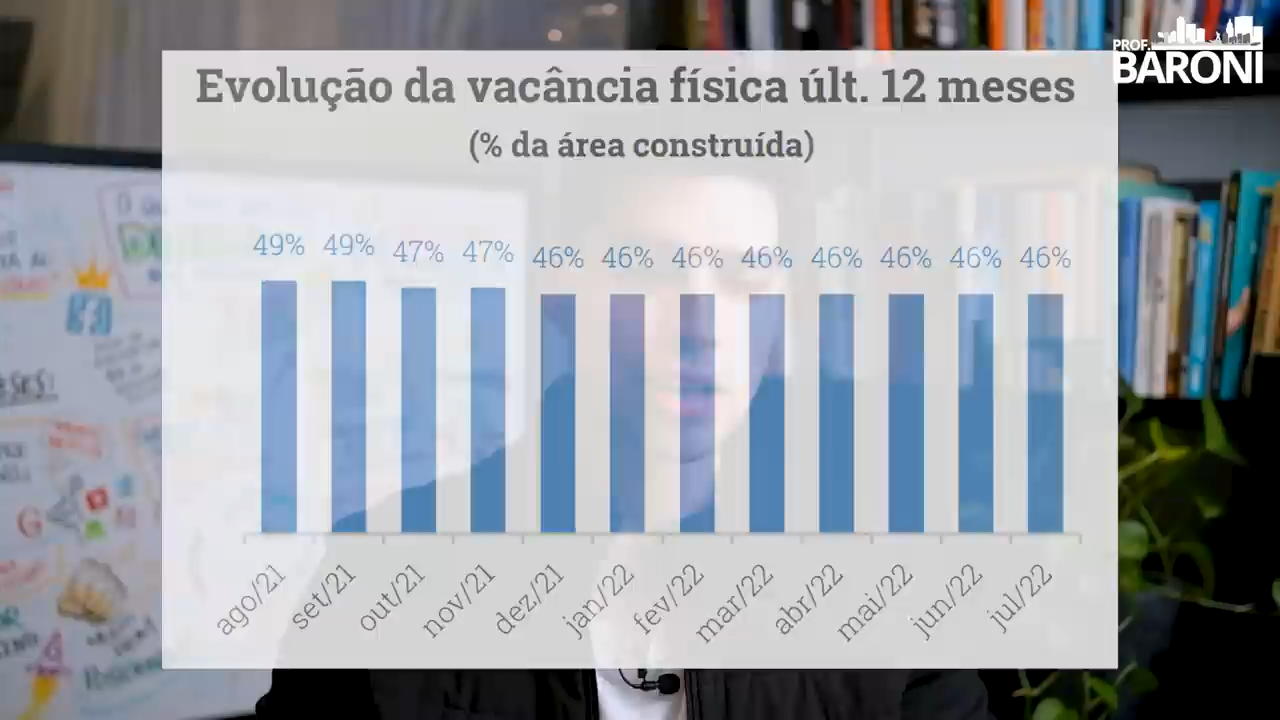 PROF.
BARONI
Evolução da vacância física últ. 12 meses
(% da área construída)
49% 49% 47% 47% 46% 46% 46% 46% 46% 46% 46% 46%
ago/21 set/21 out/21 nov/21 dez/21 jan/22 fev/22 mar/22 abr/22 mai/22 jun/22 jul/22